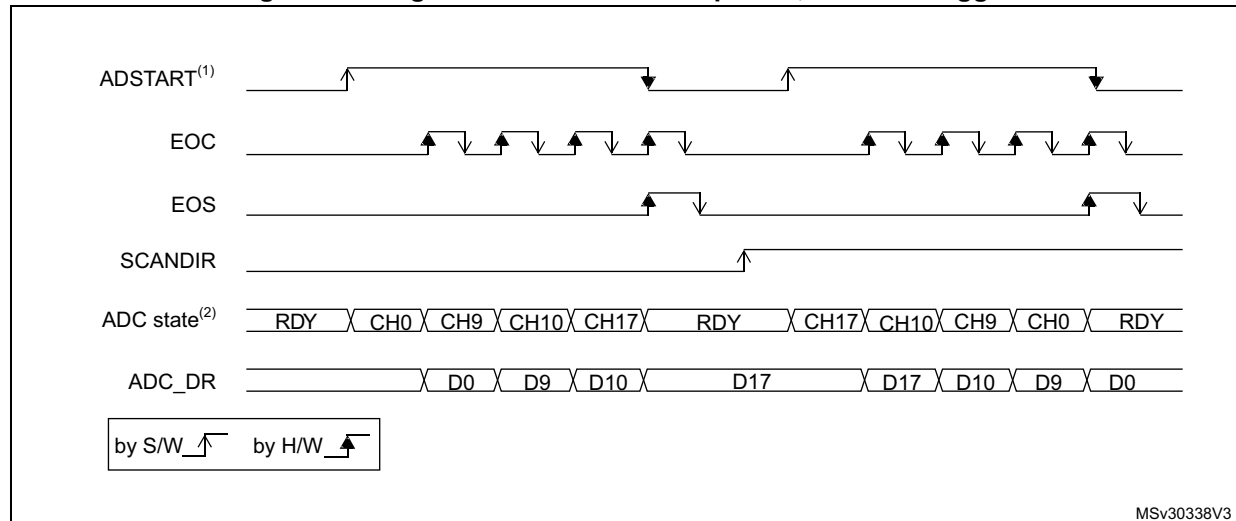 ADSTART(1)
EOC
EOS
SCANDIR
ADC state(2) RDY CH0 CH9 CH10 CH17 RDY CH17 CH10 CH9 CH0 RDY
ADC_DR D0 D9 D10 D17 D17 D10 D9 D0
by S/W by H/W
MSv30338V3